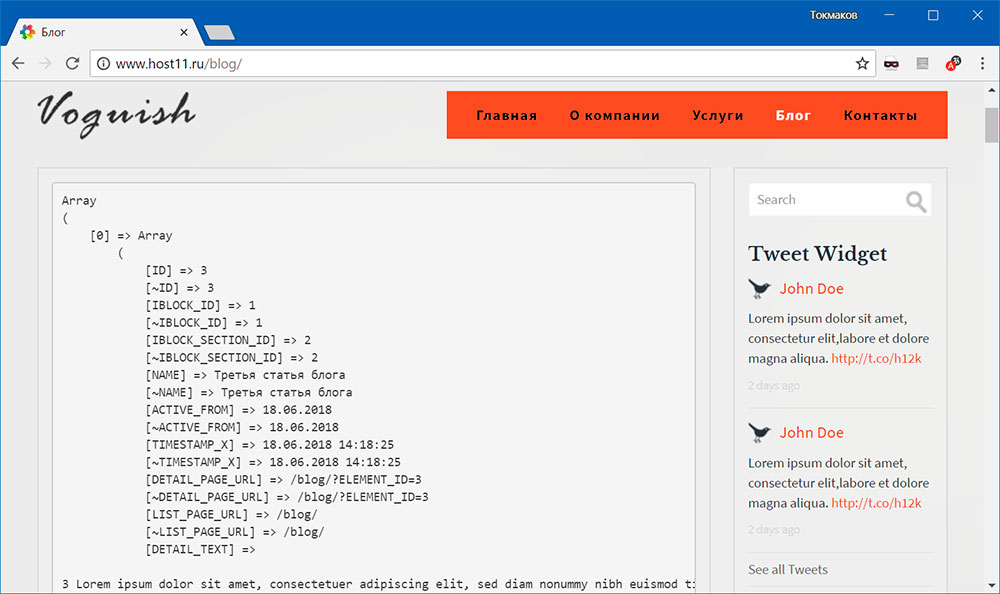 Токмаков
Блог
www.host11.ru/blog/
Voguish
Главная О компании Услуги Блог Контакты
Array
(
[0] => Array
(
[ID] => 3
[~ID] => 3
[IBLOCK_ID] => 1
[~IBLOCK_ID] => 1
[IBLOCK_SECTION_ID] => 2
[~IBLOCK_SECTION_ID] => 2
[NAME] => Третья статья блога
[~NAME] => Третья статья блога
[ACTIVE_FROM] => 18.06.2018
[~ACTIVE_FROM] => 18.06.2018
[TIMESTAMP_X] => 18.06.2018 14:18:25
[~TIMESTAMP_X] => 18.06.2018 14:18:25
[DETAIL_PAGE_URL] => /blog/?ELEMENT_ID=3
[~DETAIL_PAGE_URL] => /blog/?ELEMENT_ID=3
[LIST_PAGE_URL] => /blog/
[~LIST_PAGE_URL] => /blog/
[DETAIL_TEXT] =>
3 Lorem ipsum dolor sit amet, consectetuer adipiscing elit, sed diam nonummy nibh euismod
Search
Tweet Widget
John Doe
Lorem ipsum dolor sit amet,
consectetur elit,labore et dolore
magna aliqua. http://t.co/h12k
2 days ago
John Doe
Lorem ipsum dolor sit amet,
consectetur elit,labore et dolore
magna aliqua. http://t.co/h12k
2 days ago
See all Tweets